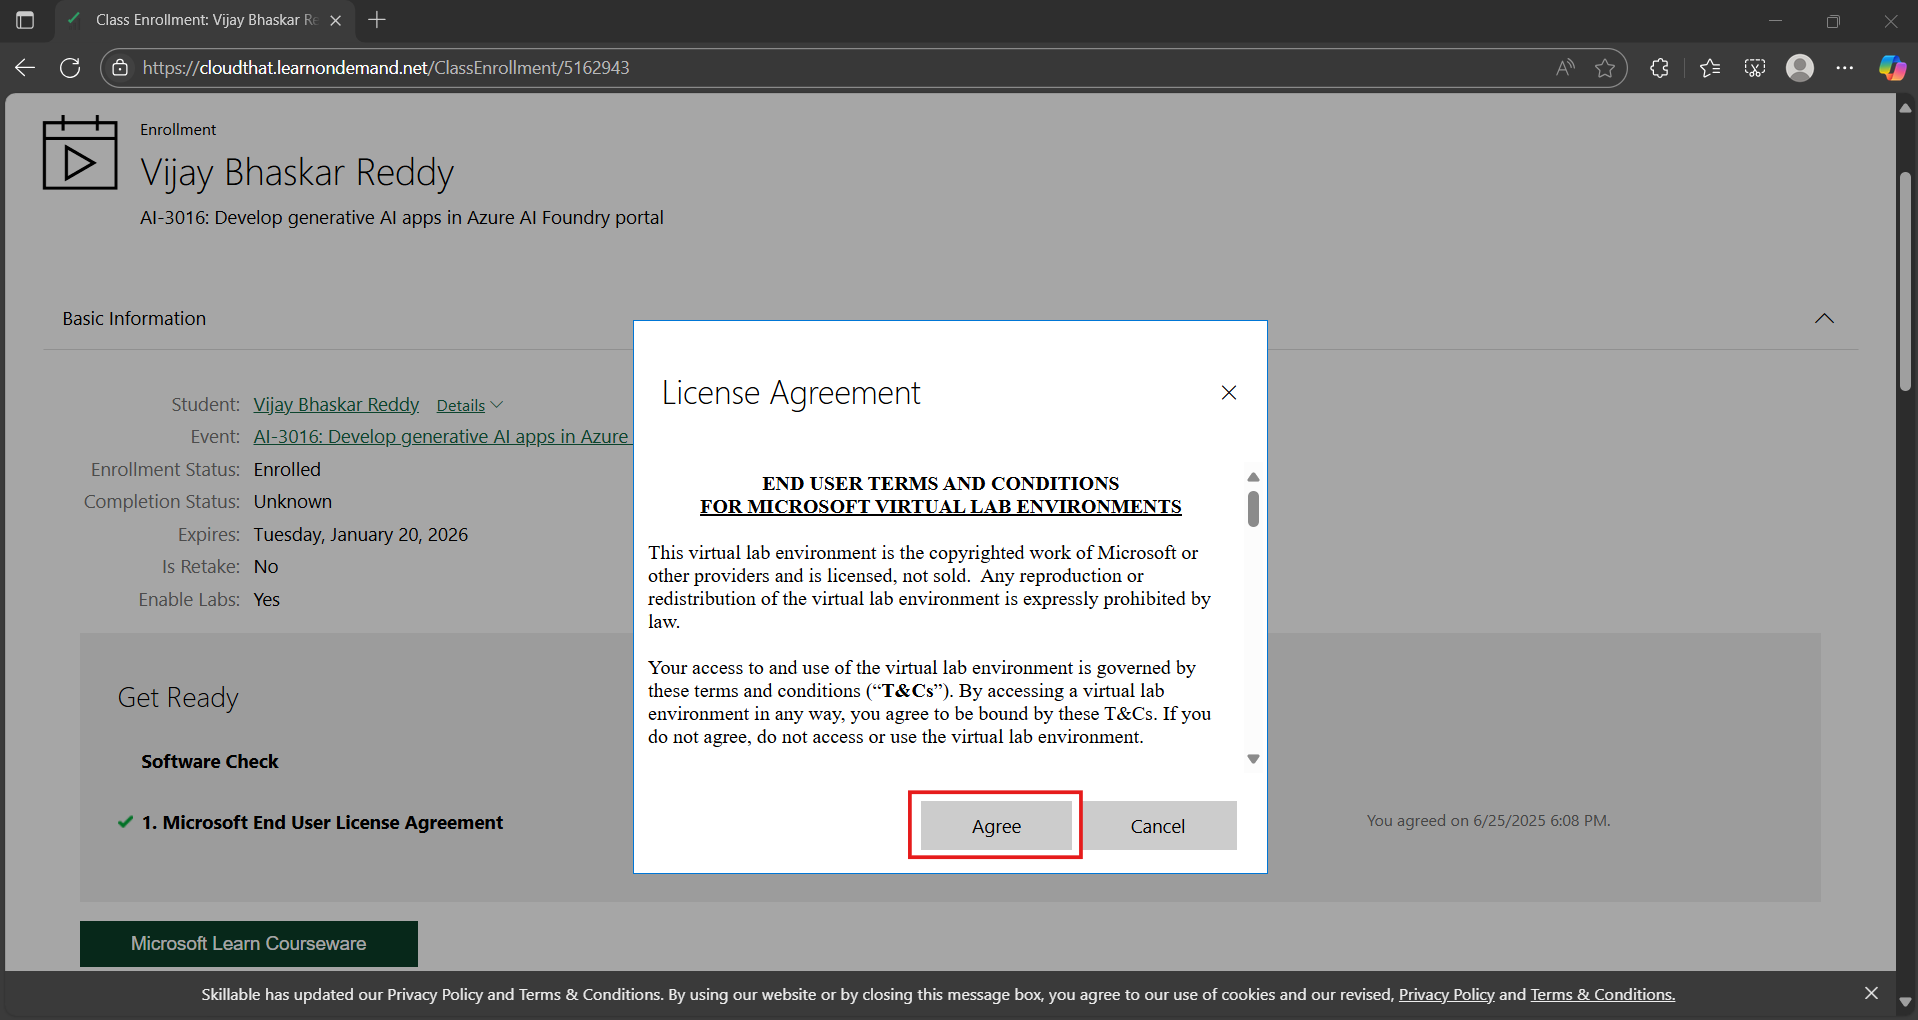 Class Enrollment: Vijay Bhaskar Re
https://cloudthat.learnondemand.net/ClassEnrollment/5162943
Enrollment
Vijay Bhaskar Reddy
AI-3016: Develop generative AI apps in Azure AI Foundry portal
Basic Information
Student: Vijay Bhaskar Reddy Details
Event: AI-3016: Develop generative AI apps in Azure
Enrollment Status: Enrolled
Completion Status: Unknown
Expires: Tuesday, January 20, 2026
Is Retake: No
Enable Labs: Yes
Get Ready
Software Check
1. Microsoft End User License Agreement
You agreed on 6/25/2025 6:08 PM.
Microsoft Learn Courseware
License Agreement
END USER TERMS AND CONDITIONS
FOR MICROSOFT VIRTUAL LAB ENVIRONMENTS
This virtual lab environment is the copyrighted work of Microsoft or
other providers and is licensed, not sold. Any reproduction or
redistribution of the virtual lab environment is expressly prohibited by
law.
Your access to and use of the virtual lab environment is governed by
these terms and conditions (“T&Cs”). By accessing a virtual lab
environment in any way, you agree to be bound by these T&Cs. If you
do not agree, do not access or use the virtual lab environment.
Agree
Cancel
Skillable has updated our Privacy Policy and Terms & Conditions. By using our website or by closing this message box, you agree to our use of cookies and our revised, Privacy Policy and Terms & Conditions.